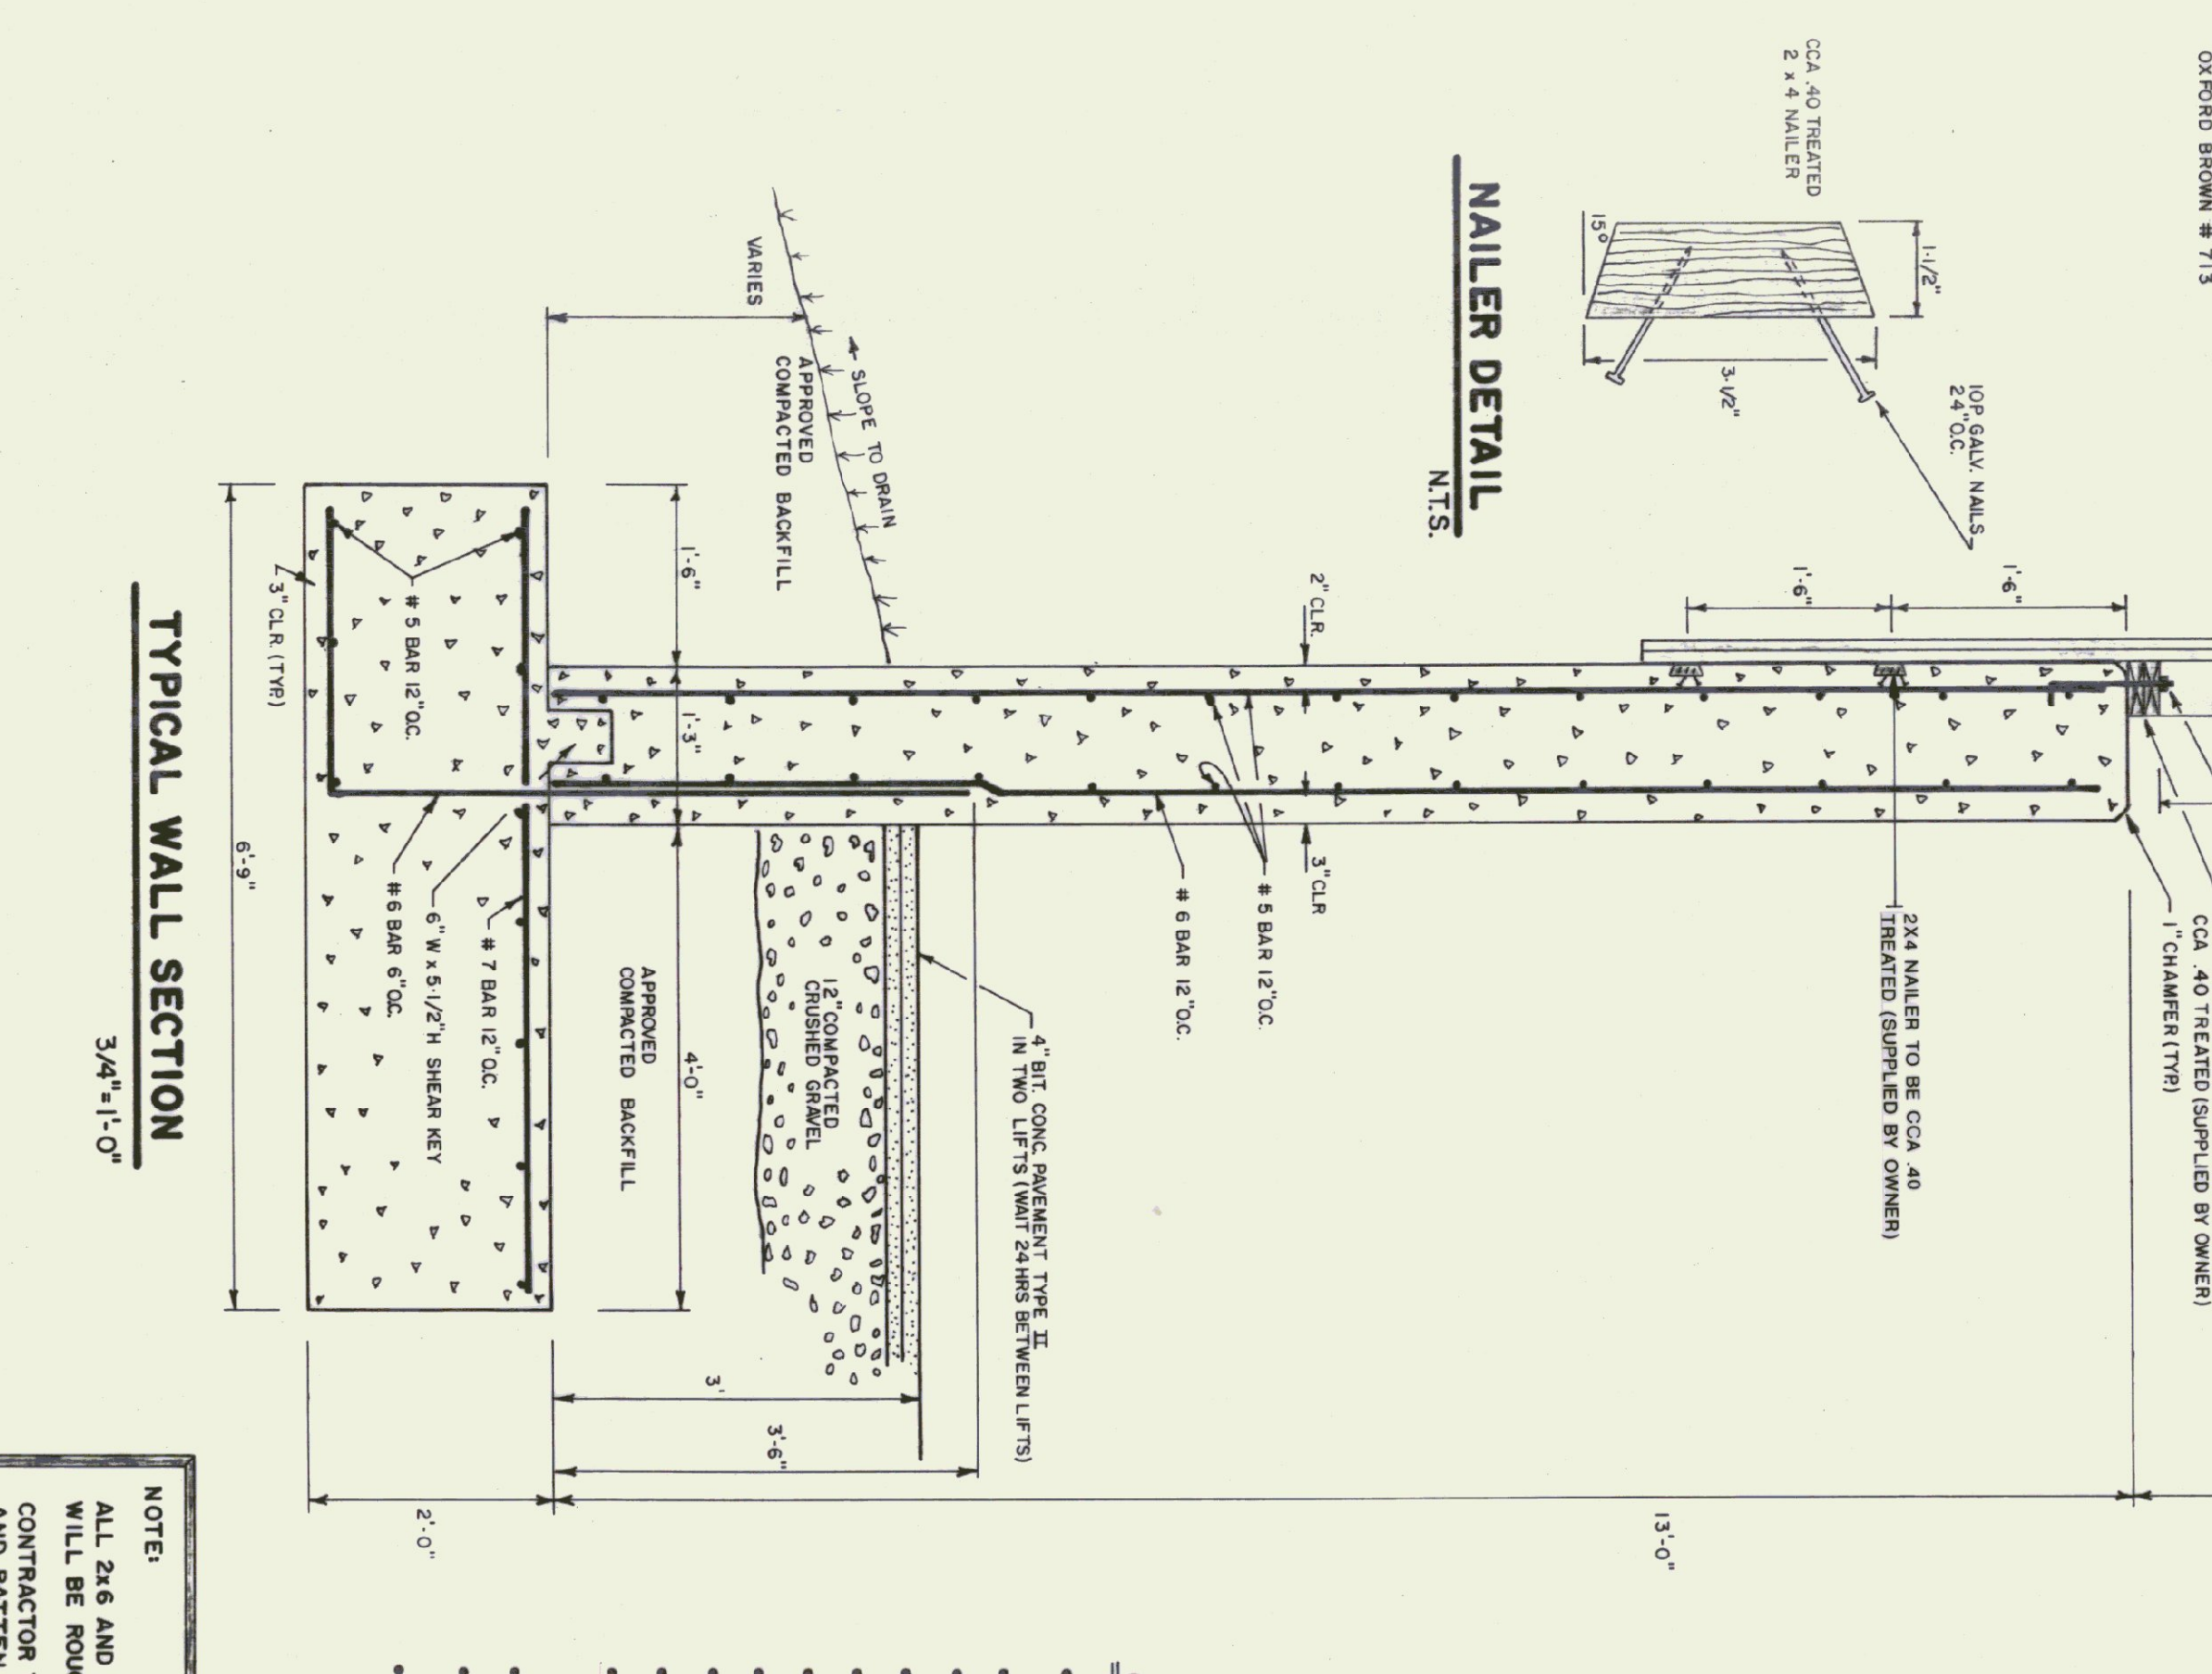 OXFORD BROWN # 713
CCA .40 TREATED
2 x 4 NAILER
1-1/2"
15°
3-1/2"
10P GALV. NAILS
24"O.C.
NAILER DETAIL
N.T.S.
1'-6"
1'-6"
CCA .40 TREATED (SUPPLIED BY OWNER)
1" CHAMFER (TYP.)
2X4 NAILER TO BE CCA .40
TREATED (SUPPLIED BY OWNER)
2" CLR.
3" CLR
# 5 BAR 12"O.C.
# 6 BAR 12"O.C.
13'-0"
SLOPE TO DRAIN
VARIES
APPROVED
COMPACTED BACKFILL
4" BIT. CONC. PAVEMENT TYPE II
IN TWO LIFTS (WAIT 24 HRS BETWEEN LIFTS)
12" COMPACTED
CRUSHED GRAVEL
3'
3'-6"
1'-6"
1'-3"
4'-0"
APPROVED
COMPACTED BACKFILL
# 7 BAR 12"O.C.
6" W x 5-1/2" H SHEAR KEY
# 5 BAR 12"O.C.
# 6 BAR 6"O.C.
2'-0"
3" CLR. (TYP.)
6'-9"
TYPICAL WALL SECTION
3/4"=1'-0"
NOTE:
ALL 2x6 AND
WILL BE
CONTRACTOR